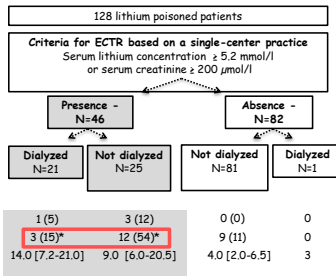 128 lithium poisoned patients
Criteria for ECTR based on a single-center practice
Serum lithium concentration ≥ 5,2 mmol/l
or serum creatinine ≥ 200 µmol/l
Presence -
N=46
Absence -
N=82
Dialyzed
N=21
Not dialyzed
N=25
Not dialyzed
N=81
Dialyzed
N=1
1 (5) 3 (12) 0 (0) 0
3 (15)* 12 (54)* 9 (11) 0
14.0 [7.2-21.0] 9.0 [6.0-20.5] 4.0 [2.0-6.5] 3